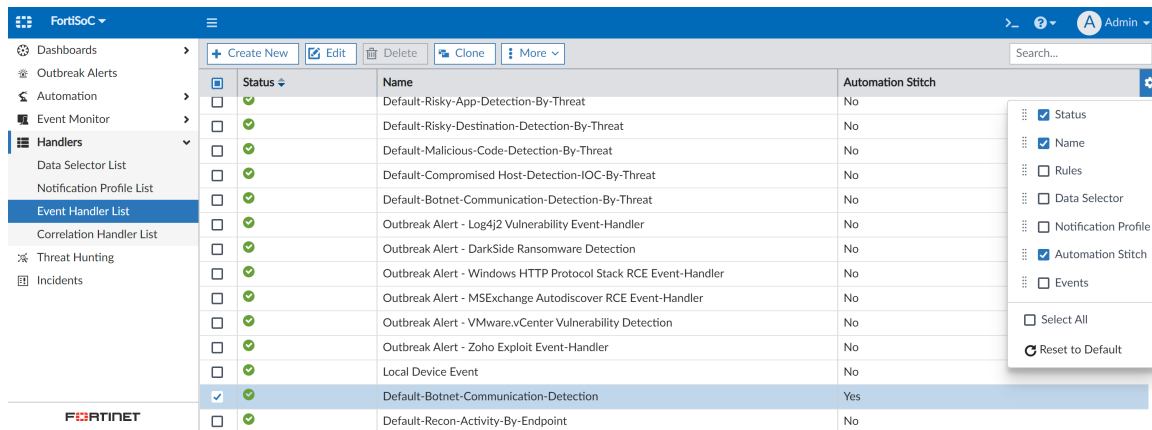 FortiSoC
Admin
A
Dashboards
Outbreak Alerts
Automation
Event Monitor
Handlers
Data Selector List
Notification Profile List
Event Handler List
Correlation Handler List
Threat Hunting
Incidents
FORTINET
Create New Edit Delete Clone More Search...
Status Name Automation Stitch
Default-Risky-App-Detection-By-Threat No
Default-Risky-Destination-Detection-By-Threat No
Default-Malicious-Code-Detection-By-Threat No
Default-Compromised Host-Detection-IOC-By-Threat No
Default-Botnet-Communication-Detection-By-Threat No
Outbreak Alert - Log4j2 Vulnerability Event-Handler No
Outbreak Alert - DarkSide Ransomware Detection No
Outbreak Alert - Windows HTTP Protocol Stack RCE Event-Handler No
Outbreak Alert - MSExchange Autodiscover RCE Event-Handler No
Outbreak Alert - VMware.vCenter Vulnerability Detection No
Outbreak Alert - Zoho Exploit Event-Handler No
Local Device Event No
Default-Botnet-Communication-Detection Yes
Default-Recon-Activity-By-Endpoint No
Status
Name
Rules
Data Selector
Notification Profile
Automation Stitch
Events
Select All
Reset to Default